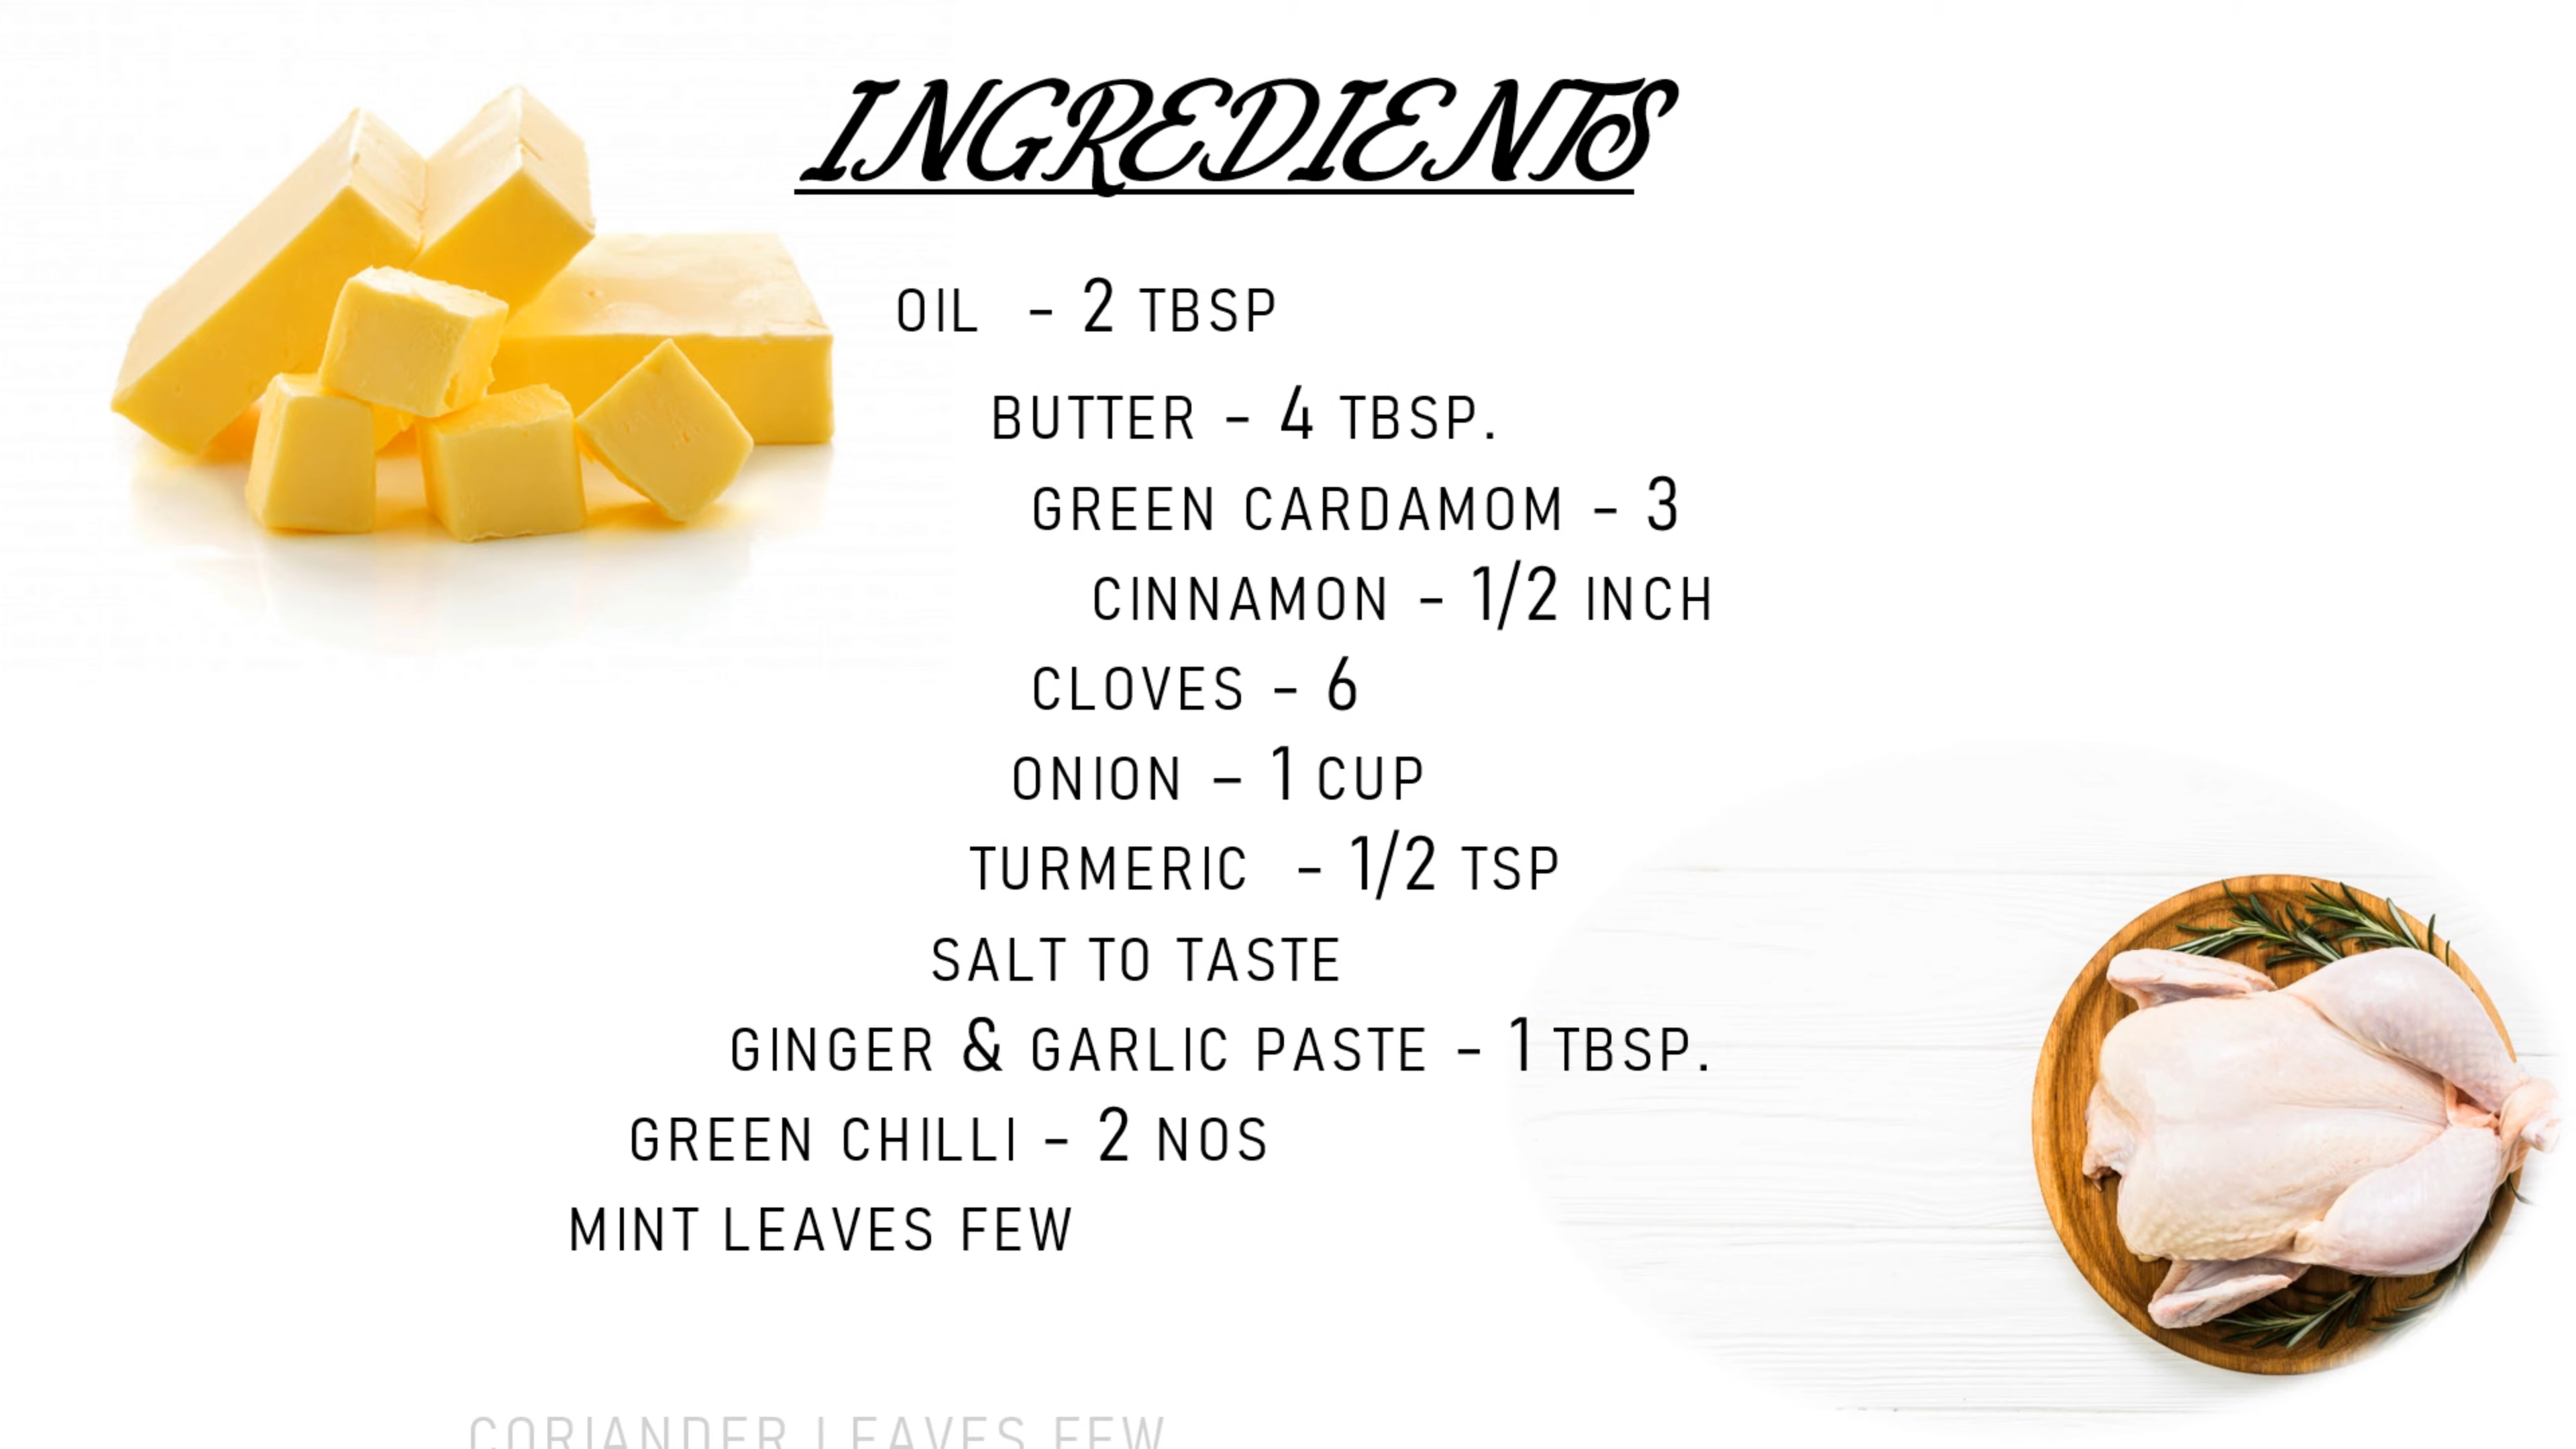 INGREDIENTS
OIL - 2 TBSP
BUTTER - 4 TBSP.
GREEN CARDAMOM - 3
CINNAMON - 1/2 INCH
CLOVES - 6
ONION - 1 CUP
TURMERIC - 1/2 TSP
SALT TO TASTE
GINGER & GARLIC PASTE - 1 TBSP.
GREEN CHILLI - 2 NOS
MINT LEAVES FEW
CORIANDER LEAVES FEW